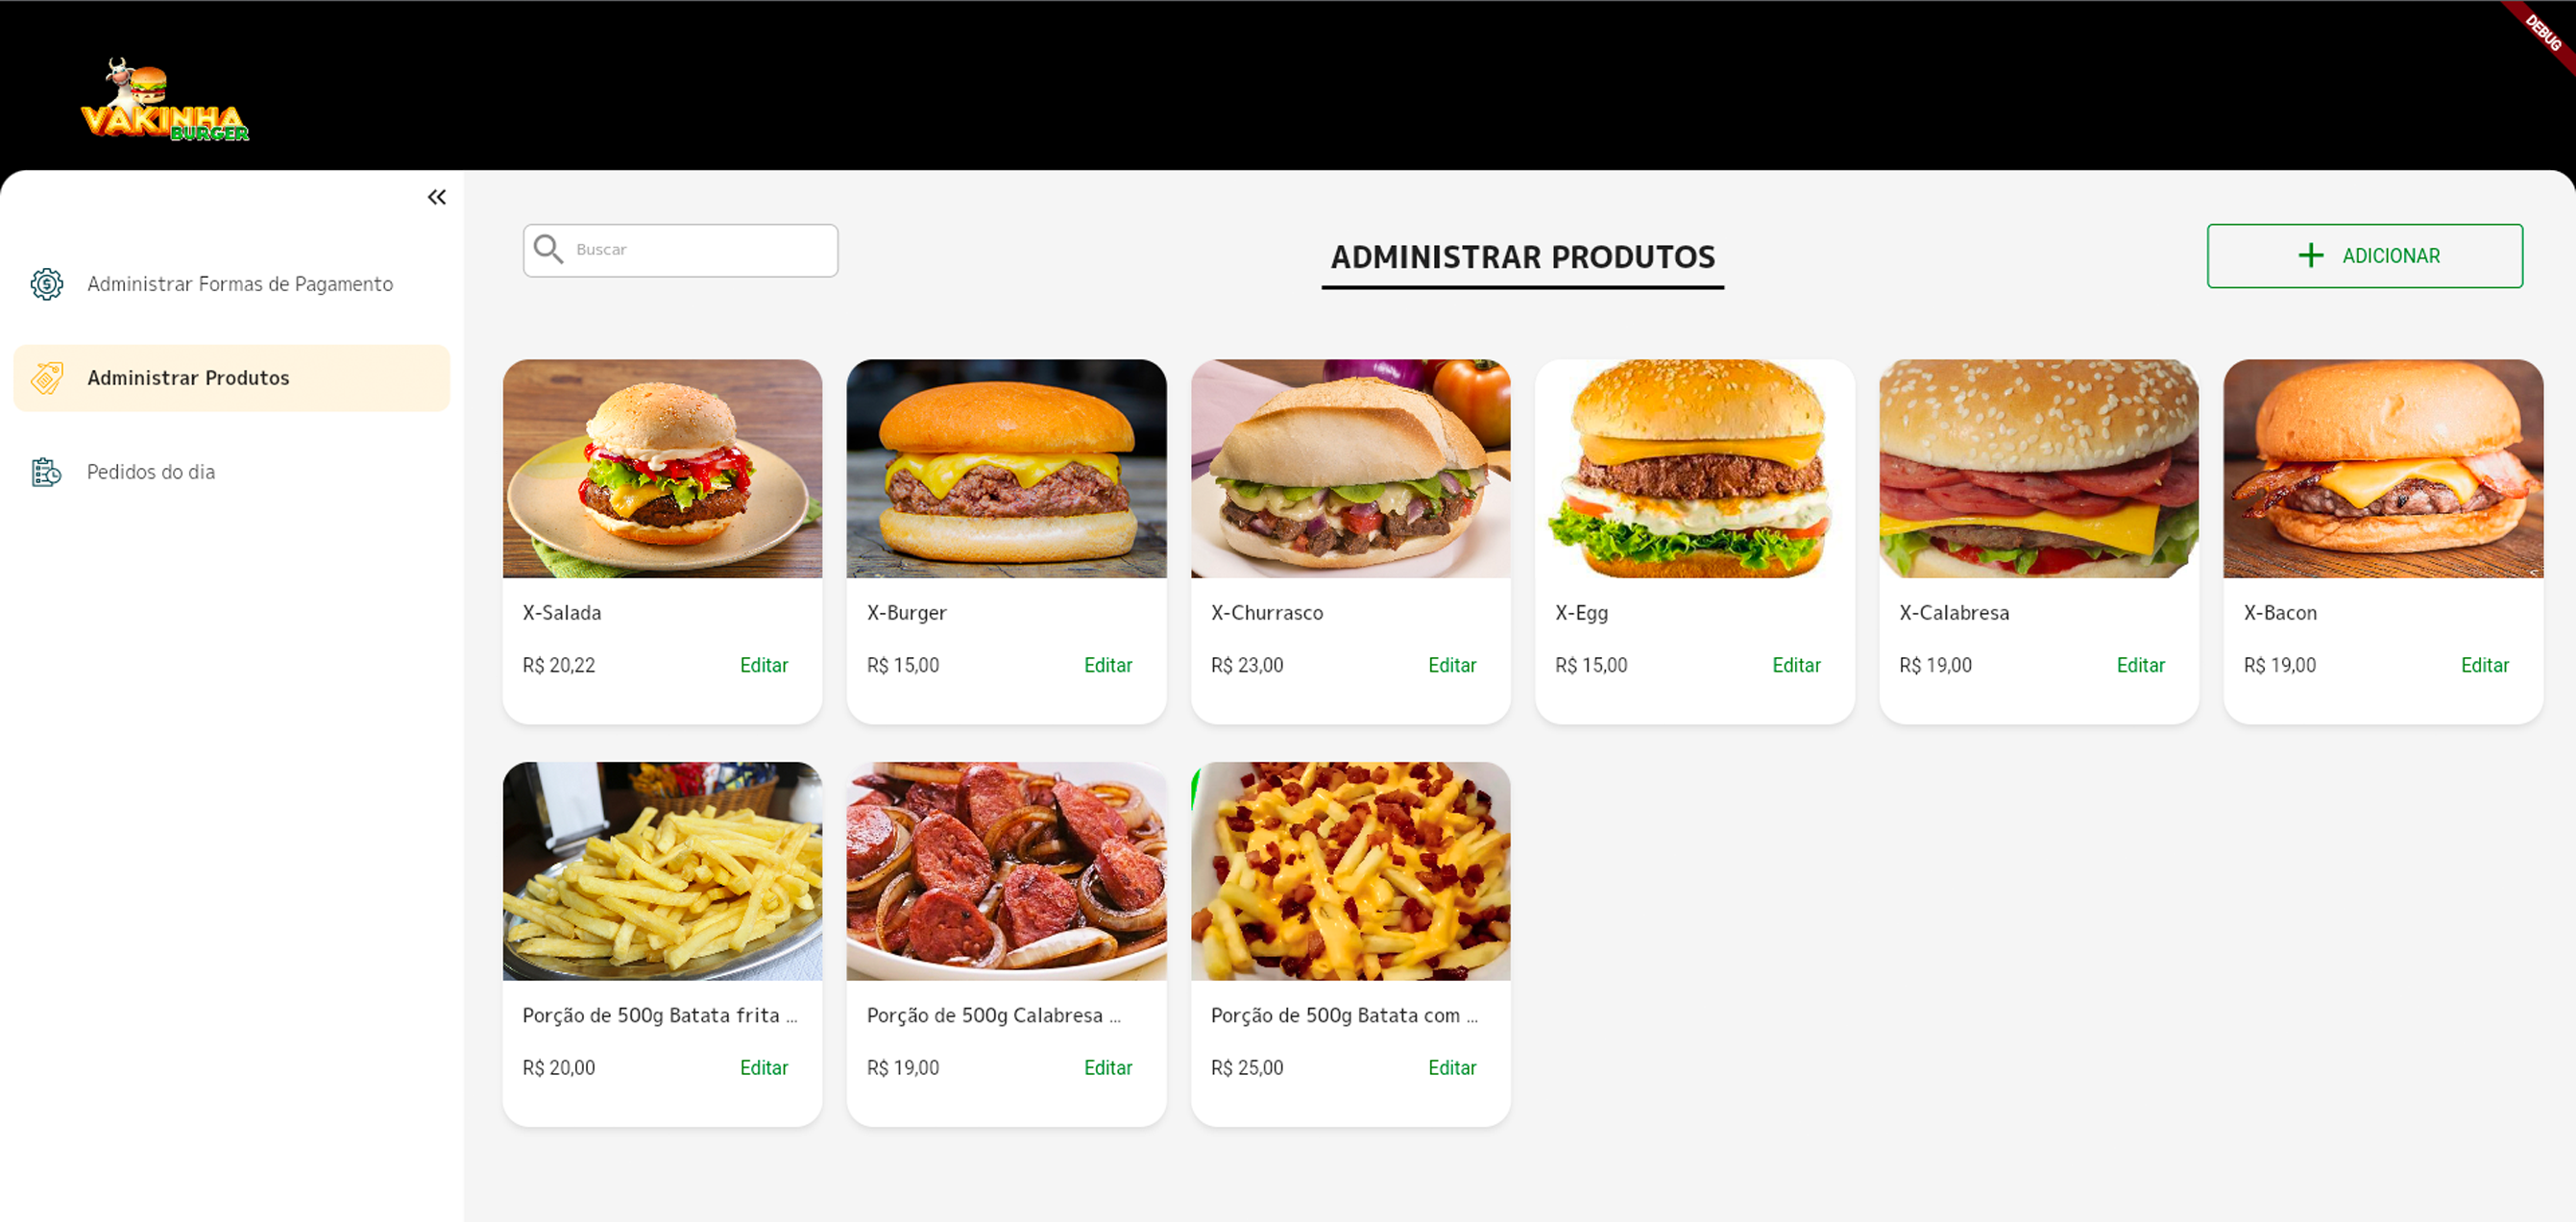 DEBUG
VAKINHA
BURGER
Buscar
ADMINISTRAR PRODUTOS
ADICIONAR
Administrar Formas de Pagamento
Administrar Produtos
Pedidos do dia
X-Salada
R$ 20,22 Editar
X-Burger
R$ 15,00 Editar
X-Churrasco
R$ 23,00 Editar
X-Egg
R$ 15,00 Editar
X-Calabresa
R$ 19,00 Editar
X-Bacon
R$ 19,00 Editar
Porção de 500g Batata frita ...
R$ 20,00 Editar
Porção de 500g Calabresa ...
R$ 19,00 Editar
Porção de 500g Batata com ...
R$ 25,00 Editar